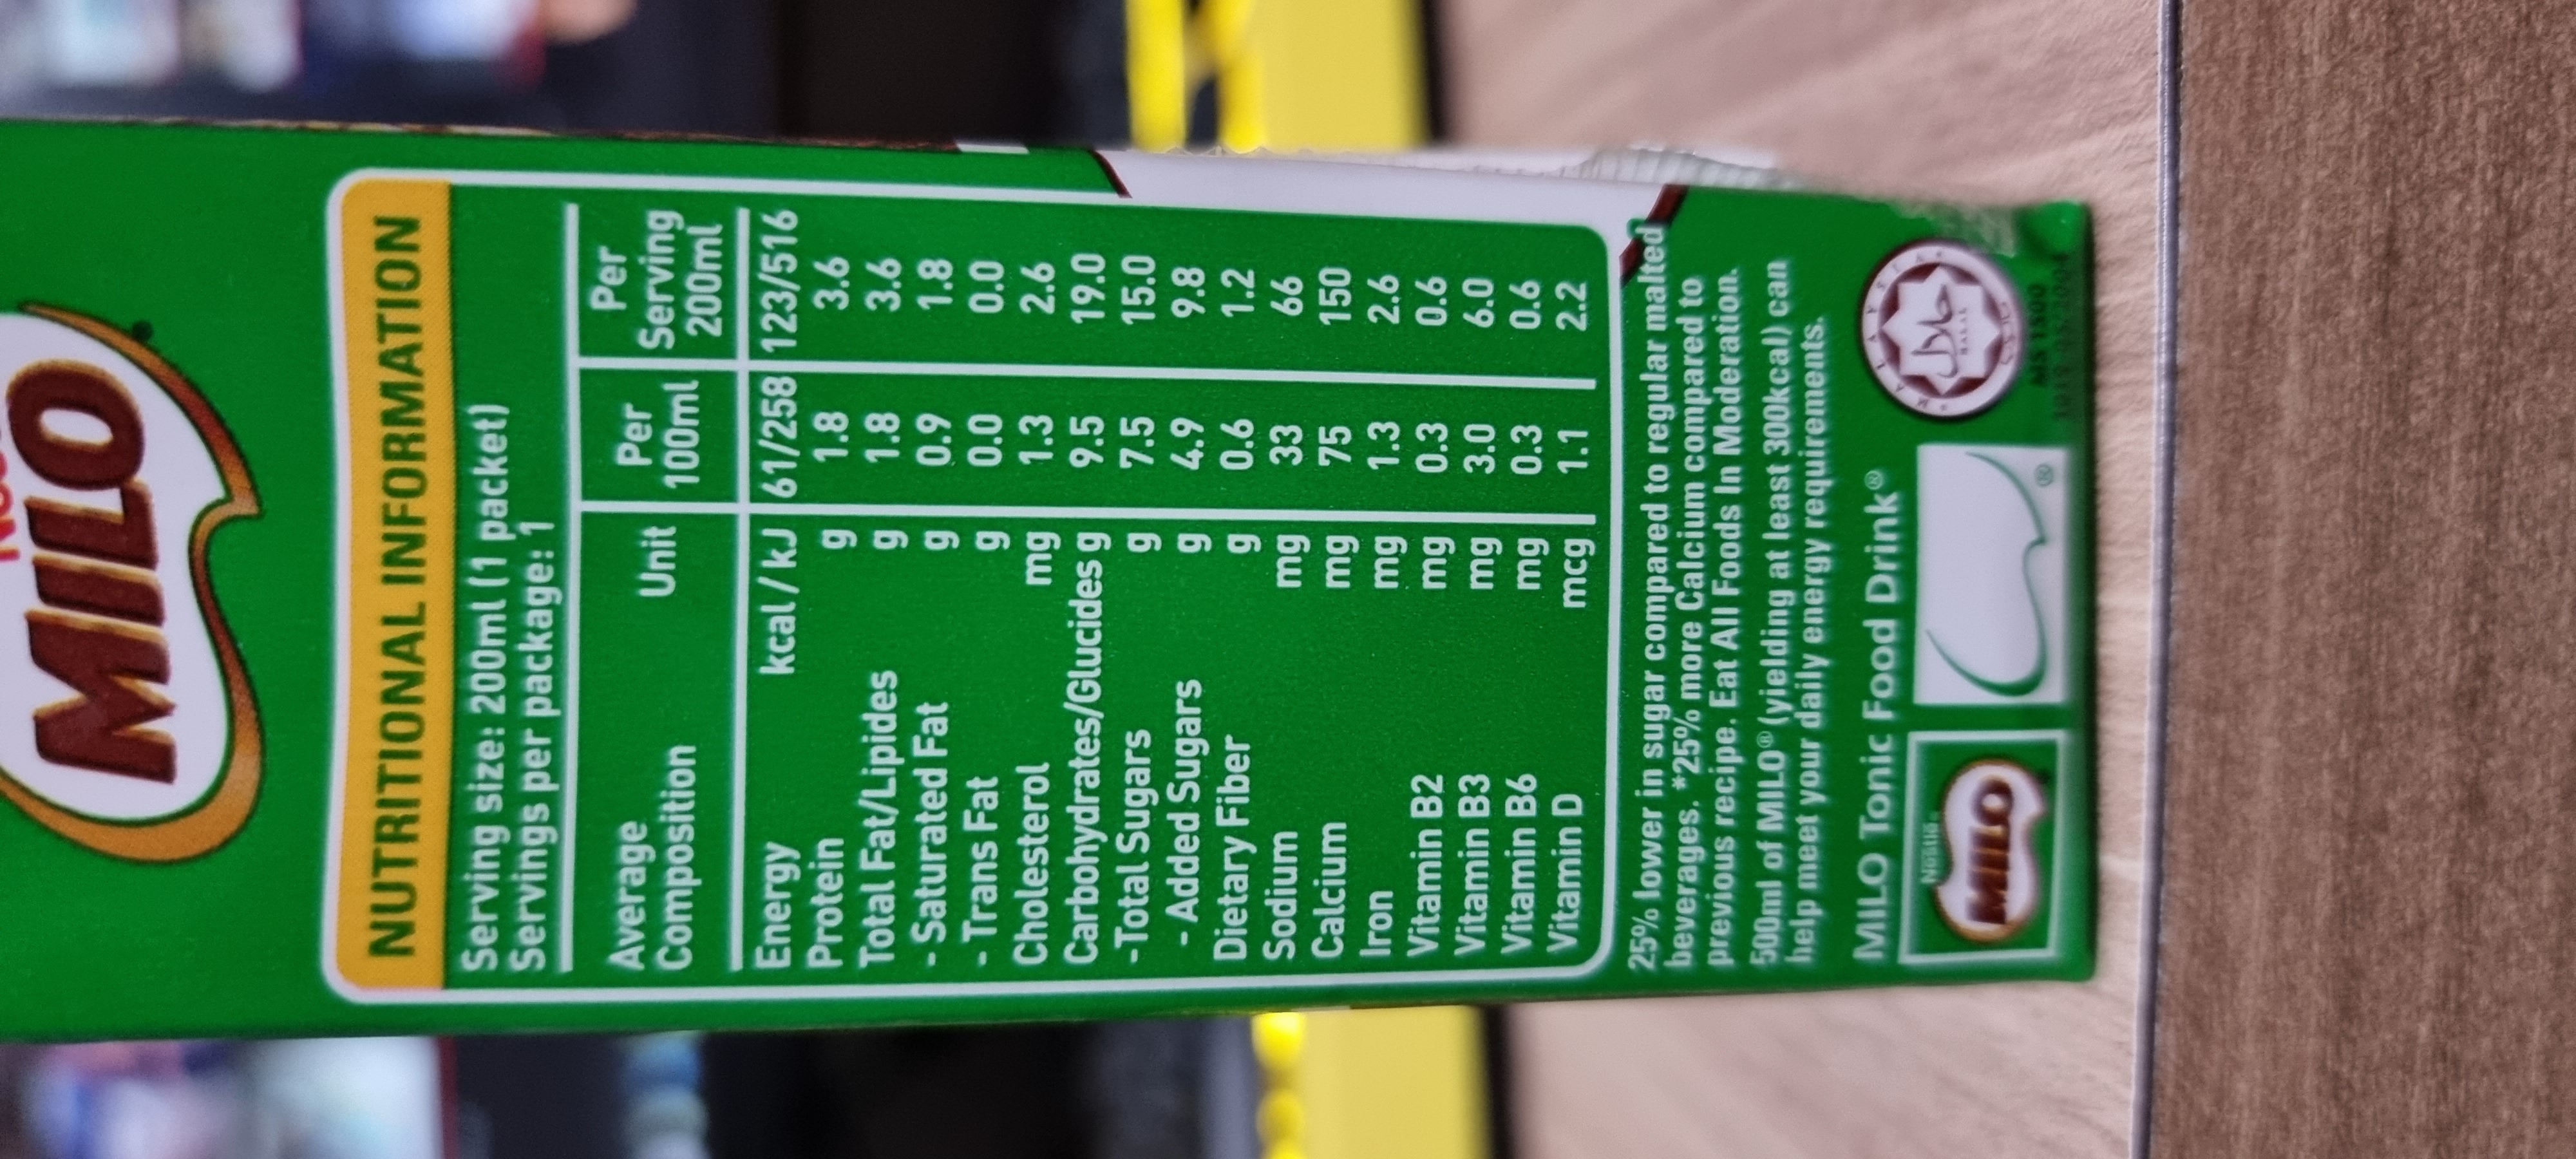 MILO
NUTRITIONAL INFORMATION
Serving size: 200ml (1 packet)
Servings per package: 1
Average Composition Unit Per 100ml Per Serving 200ml
Energy kcal / kJ 61/258 123/516
Protein g 1.8 3.6
Total Fat/Lipides g 1.8 3.6
- Saturated Fat g 0.9 1.8
- Trans Fat g 0.0 0.0
Cholesterol mg 1.3 2.6
Carbohydrates/Glucides g 9.5 19.0
-Total Sugars g 7.5 15.0
- Added Sugars g 4.9 9.8
Dietary Fiber g 0.6 1.2
Sodium mg 33 66
Calcium mg 75 150
Iron mg 1.3 2.6
Vitamin B2 mg 0.3 0.6
Vitamin B3 mg 3.0 6.0
Vitamin B6 mg 0.3 0.6
Vitamin D mcg 1.1 2.2
25% lower in sugar compared to regular malted
beverages. *25% more Calcium compared to
previous recipe. Eat All Foods In Moderation.
500ml of MILO® (yielding at least 300kcal) can
help meet your daily energy requirements.
MILO Tonic Food Drink®
Nestlé
MILO
®
MALAYSIA
حلال
HALAL
MS 1500